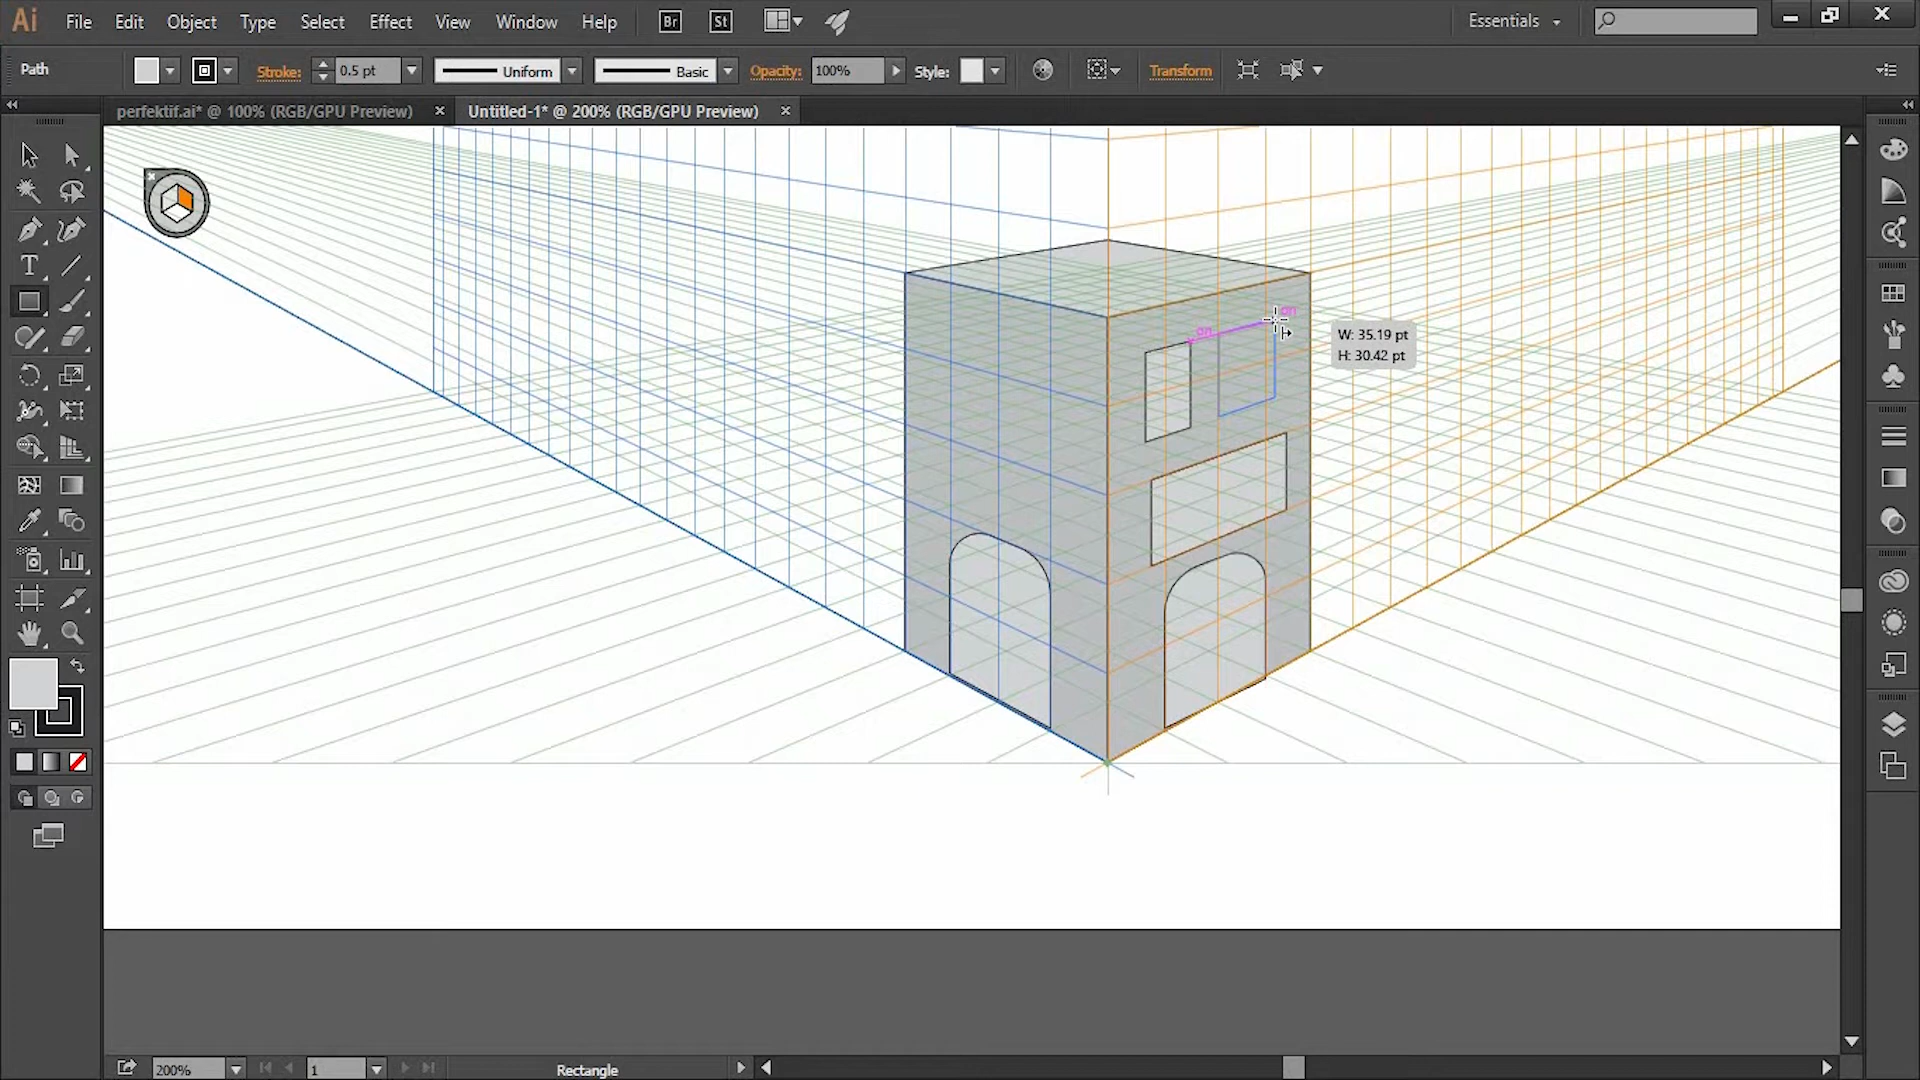 Ai File Edit Object Type Select Effect View Window Help Br St Essentials
Path Stroke: 0.5 pt Uniform Basic Opacity: 100% Style: Transform
perfektif.ai* @ 100% (RGB/GPU Preview) Untitled-1* @ 200% (RGB/GPU Preview)
on
on
W: 35.19 pt
H: 30.42 pt
200% 1 Rectangle